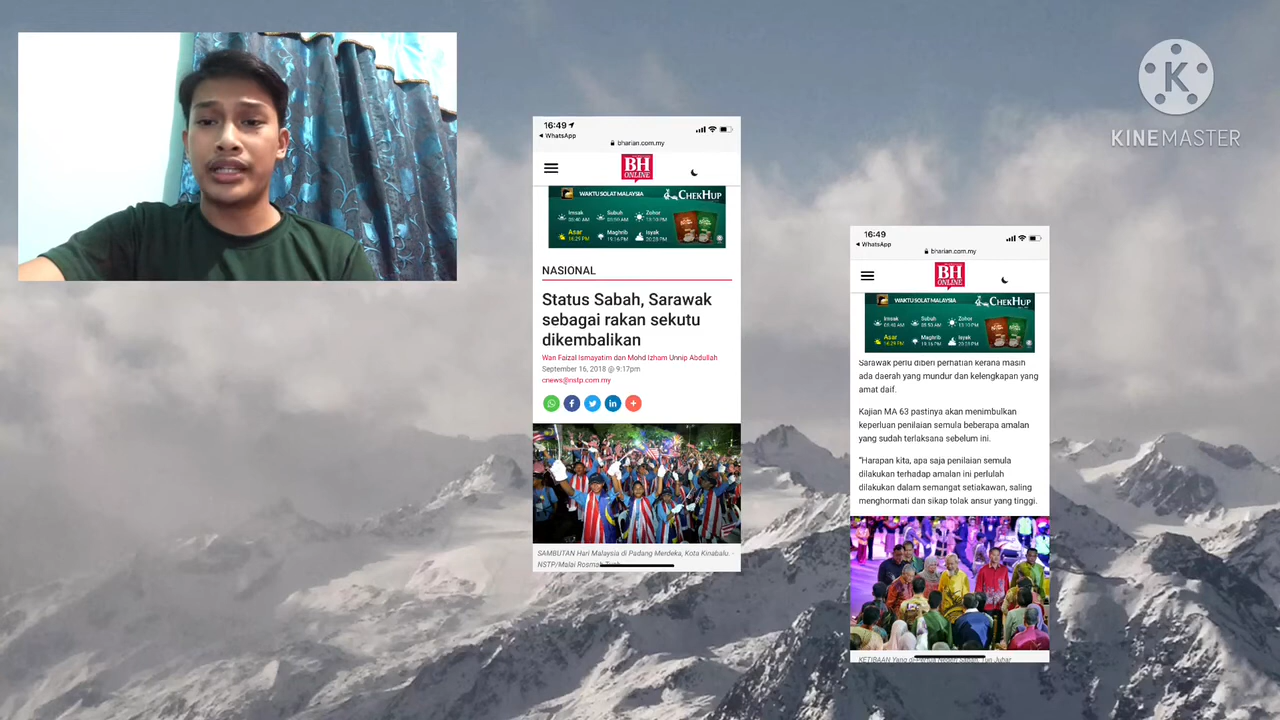 KINEMASTER
16:49
WhatsApp
bharian.com.my
BH
ONLINE
WAKTU SOLAT MALAYSIA
CHEKHUP
Imsak
Subuh
Zohor
Asar
Maghrib
Isyak
NASIONAL
Status Sabah, Sarawak
sebagai rakan sekutu
dikembalikan
Wan Faizal Ismayatim dan Mohd Izham Unnip Abdullah
September 16, 2018 @ 9:17pm
cnews@nstp.com.my
SAMBUTAN Hari Malaysia di Padang Merdeka, Kota Kinabalu. -
NSTP/Malai Rosmah
16:49
WhatsApp
bharian.com.my
BH
ONLINE
WAKTU SOLAT MALAYSIA
CHEKHUP
Imsak
Subuh
Zohor
Asar
Maghrib
Isyak
Sarawak perlu diberi perhatian kerana masih
ada daerah yang mundur dan kelengkapan yang
amat daif.
Kajian MA 63 pastinya akan menimbulkan
keperluan penilaian semula beberapa amalan
yang sudah terlaksana sebelum ini.
"Harapan kita, apa saja penilaian semula
dilakukan terhadap amalan ini perlulah
dilakukan dalam semangat setiakawan, saling
menghormati dan sikap tolak ansur yang tinggi.
KETIBAAN Yang Tun Juhar